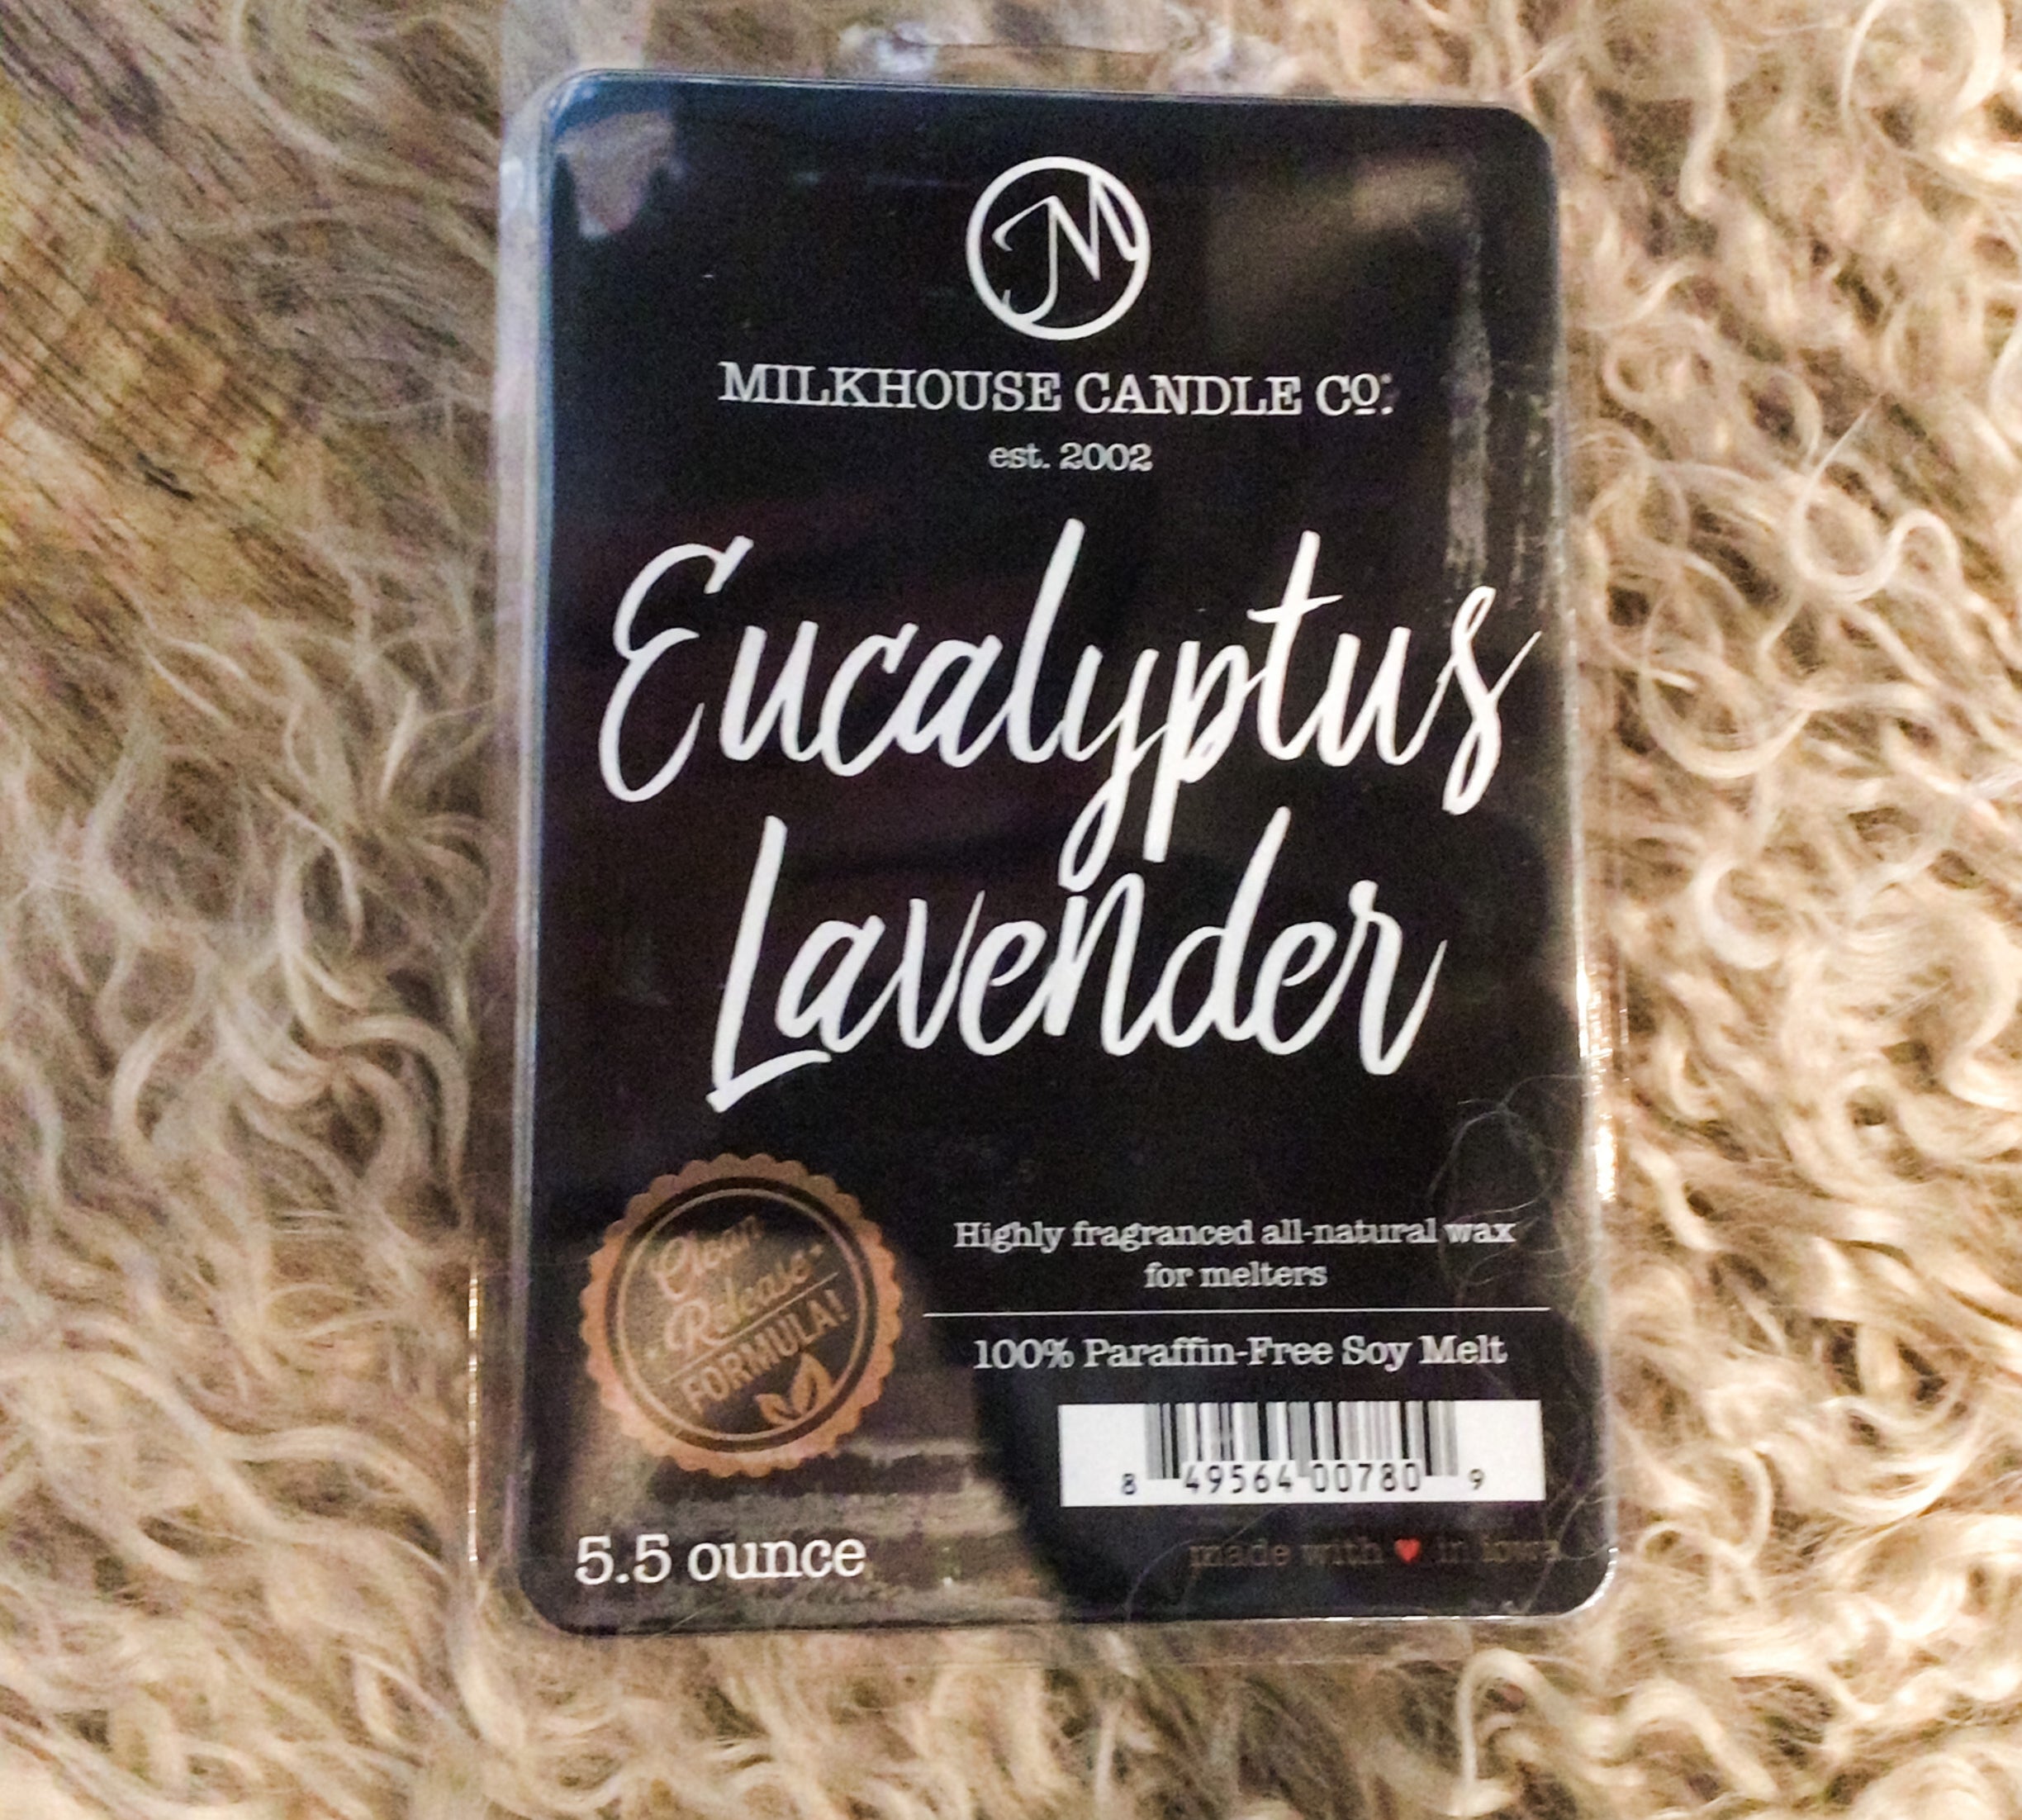 M
MILKHOUSE CANDLE Co.
est. 2002
Eucalyptus
Lavender
Clean
Release
FORMULA!
Highly fragranced all-natural wax
for melters
100% Paraffin-Free Soy Melt
8 49564 00780 9
5.5 ounce
made with ♥ in iowa